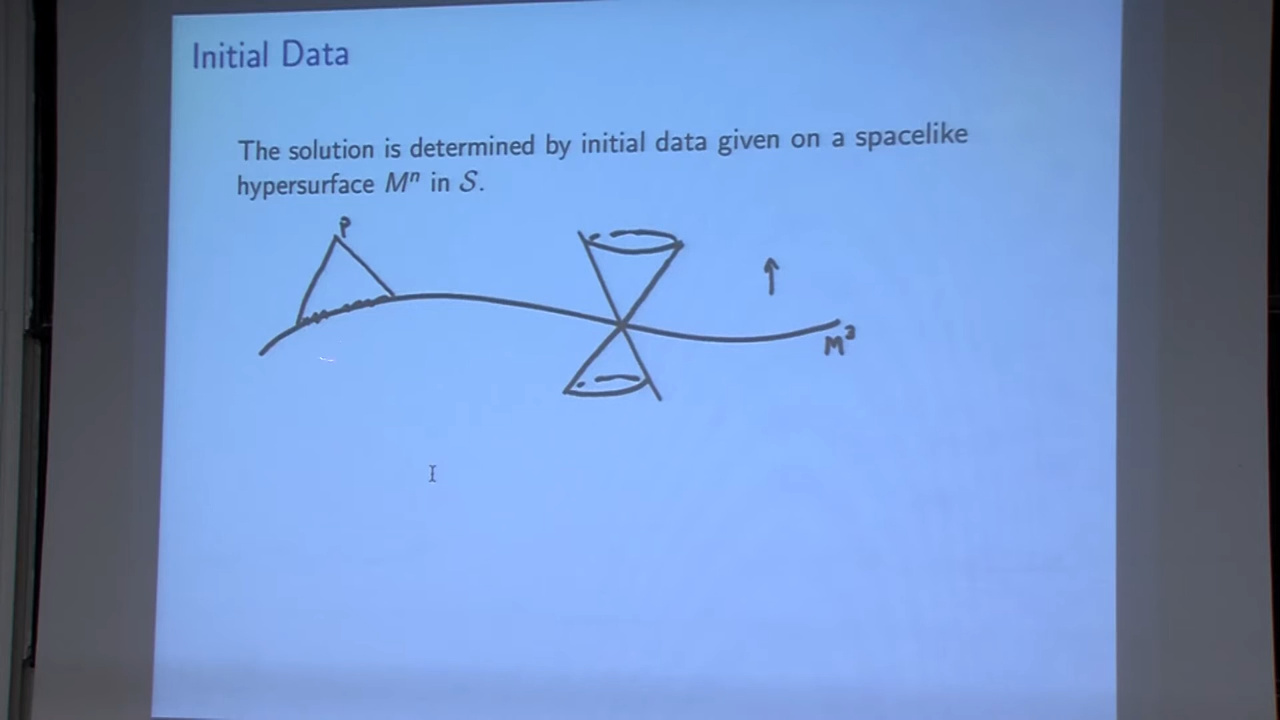 Initial Data
The solution is determined by initial data given on a spacelike
hypersurface Mⁿ in 𝒮.
P
M³